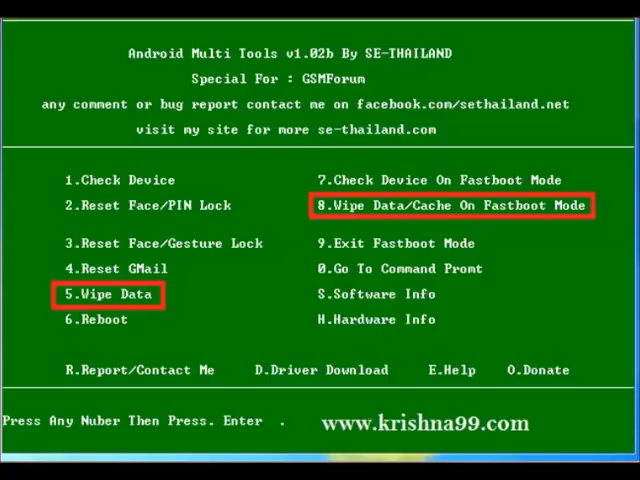 Android Multi Tools v1.02b By SE-THAILAND
Special For : GSMForum
any comment or bug report contact me on facebook.com/sethailand.net
visit my site for more se-thailand.com
1.Check Device
7.Check Device On Fastboot Mode
2.Reset Face/PIN Lock
8.Wipe Data/Cache On Fastboot Mode
3.Reset Face/Gesture Lock
9.Exit Fastboot Mode
4.Reset GMail
0.Go To Command Promt
5.Wipe Data
S.Software Info
6.Reboot
H.Hardware Info
R.Report/Contact Me D.Driver Download E.Help O.Donate
Press Any Nuber Then Press. Enter .
www.krishna99.com